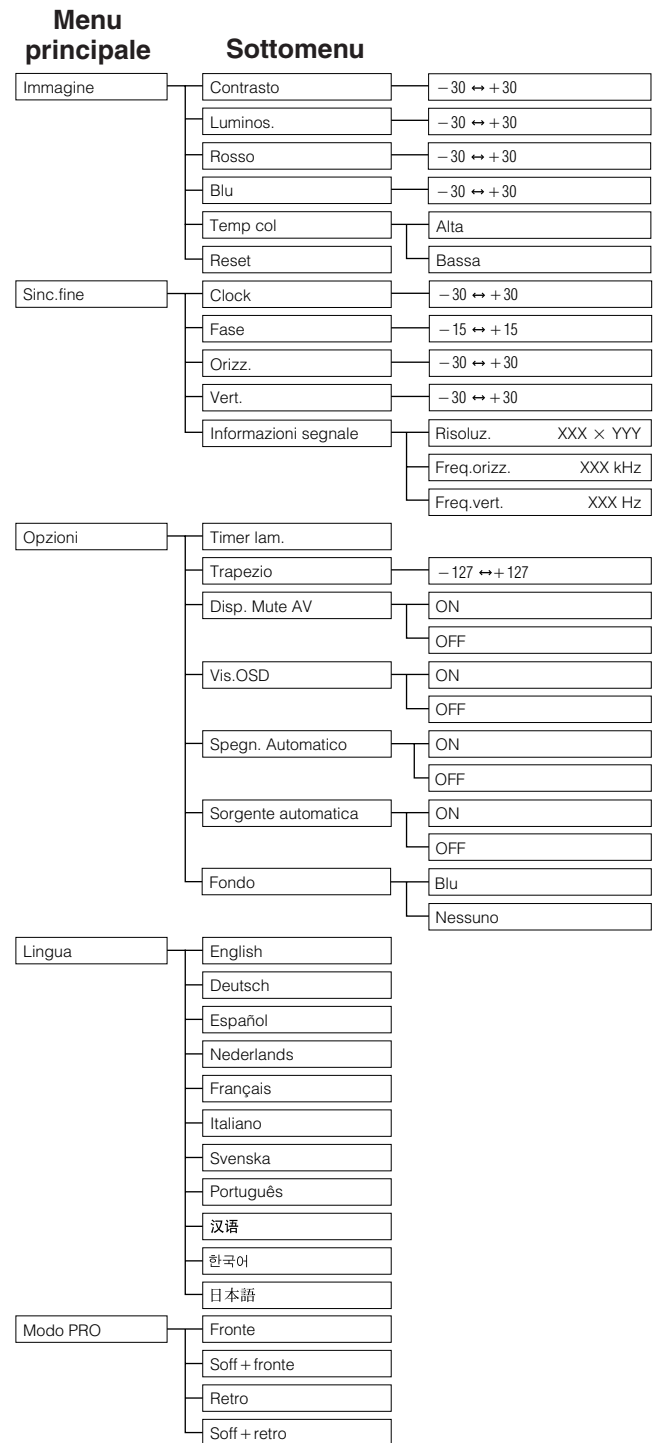 Menu principale
Sottomenu
Immagine
Contrasto
−30 ↔ +30
Luminos.
−30 ↔ +30
Rosso
−30 ↔ +30
Blu
−30 ↔ +30
Temp col
Alta
Reset
Bassa
Sinc.fine
Clock
−30 ↔ +30
Fase
−15 ↔ +15
Orizz.
−30 ↔ +30
Vert.
−30 ↔ +30
Informazioni segnale
Risoluz. XXX × YYY
Freq.orizz. XXX kHz
Freq.vert. XXX Hz
Opzioni
Timer lam.
Trapezio
−127 ↔+127
Disp. Mute AV
ON
OFF
Vis.OSD
ON
OFF
Spegn. Automatico
ON
OFF
Sorgente automatica
ON
OFF
Fondo
Blu
Nessuno
Lingua
English
Deutsch
Español
Nederlands
Français
Italiano
Svenska
Português
汉语
한국어
日本語
Modo PRO
Fronte
Soff+fronte
Retro
Soff+retro